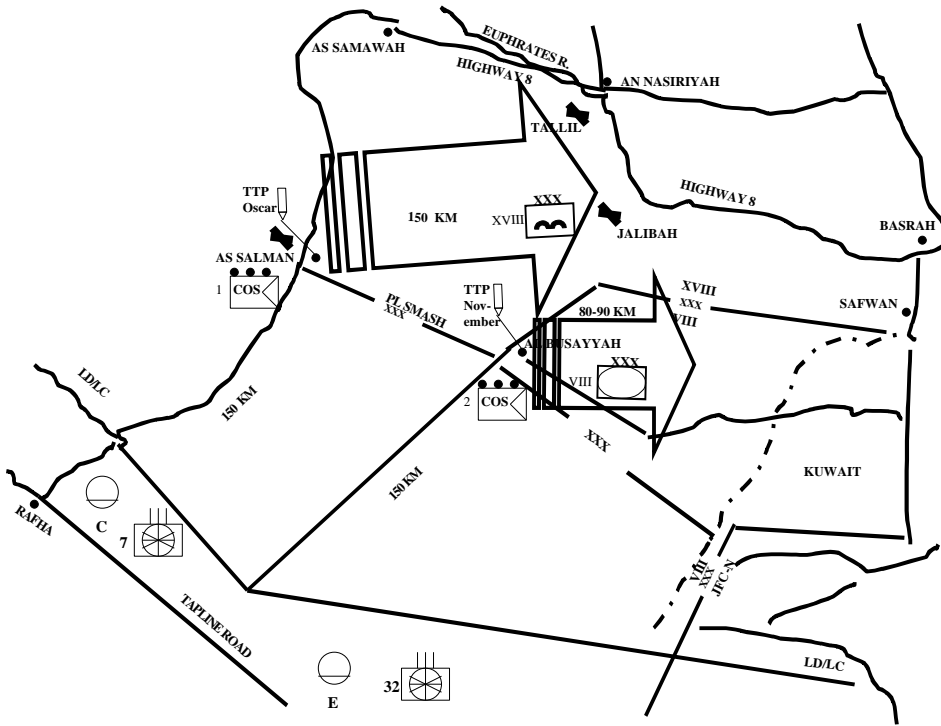 AS SAMAWAH
EUPHRATES R.
HIGHWAY 8
AN NASIRIYAH
TALLIL
TTP
Oscar
150 KM
XXX
XVIII
HIGHWAY 8
JALIBAH
BASRAH
AS SALMAN
1
COS
PL SMASH
XXX
TTP
Nov-
ember
XVIII
XXX
VIII
80-90 KM
SAFWAN
AL BUSAYYAH
XXX
VIII
2
COS
LD/LC
150 KM
XXX
150 KM
KUWAIT
RAFHA
C
7
VIII
XXX
JFC-N
TAPLINE ROAD
LD/LC
E
32